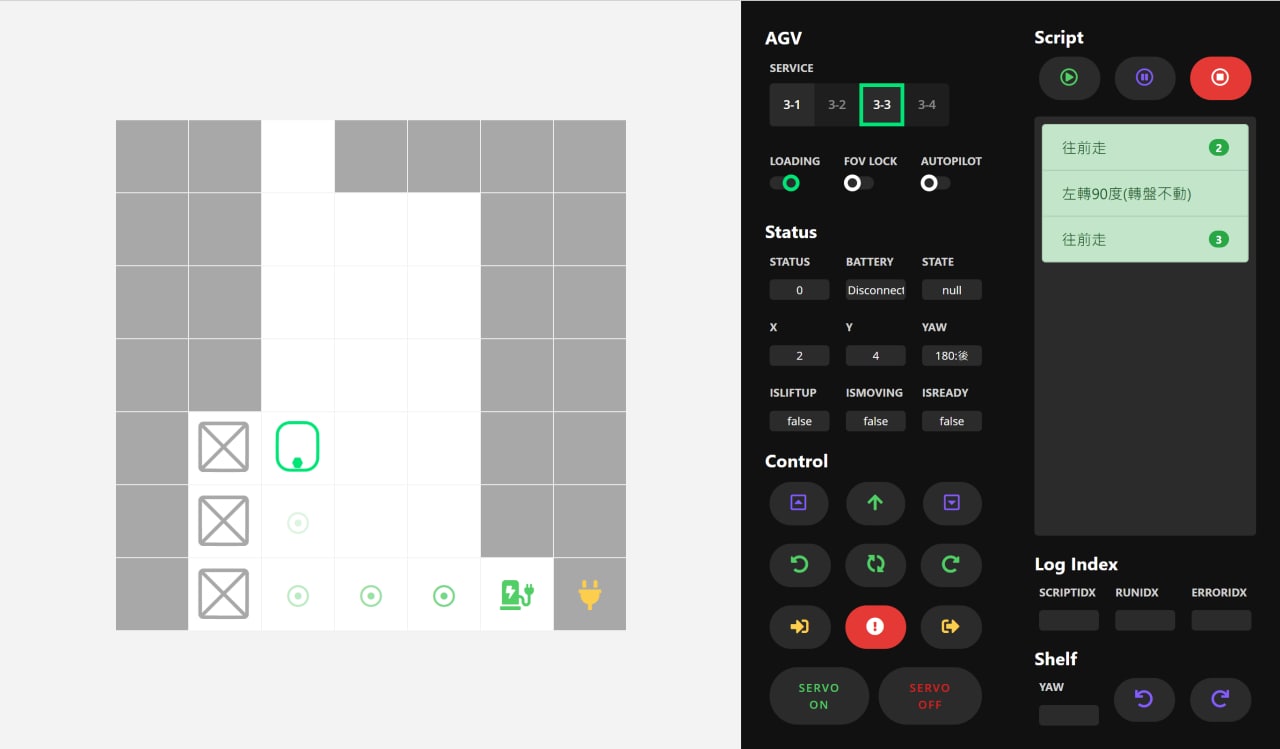 AGV
SERVICE
3-1 3-2 3-3 3-4
LOADING FOV LOCK AUTOPILOT
Status
STATUS BATTERY STATE
0 Disconnect null
X Y YAW
2 4 180:後
ISLIFTUP ISMOVING ISREADY
false false false
Control
SERVO ON
SERVO OFF
Script
往前走 2
左轉90度(轉盤不動)
往前走 3
Log Index
SCRIPTIDX RUNIDX ERRORIDX
Shelf
YAW